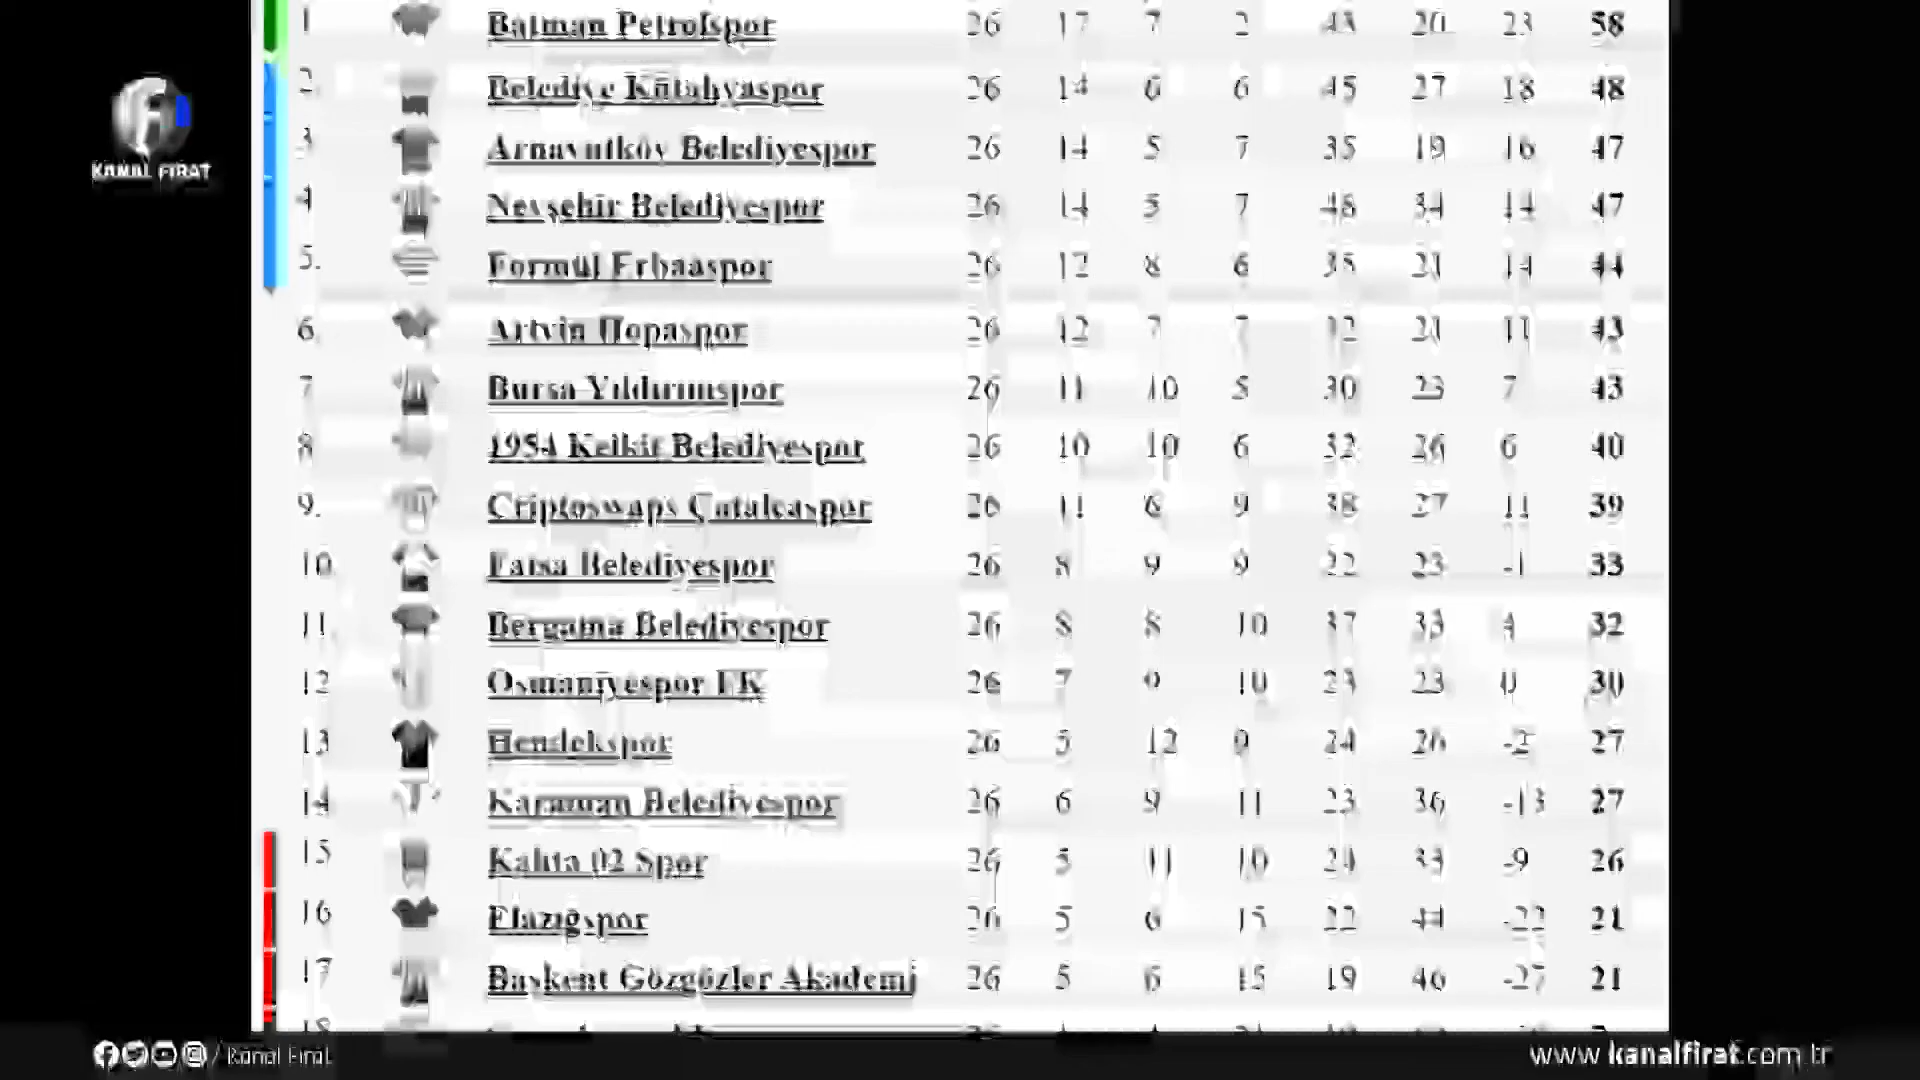 1 Batman Petrolspor 26 17 7 2 43 20 23 58
2. Belediye Kütahyaspor 26 14 6 6 45 27 18 48
3 Arnavutköy Belediyespor 26 14 5 7 35 19 16 47
4 Nevşehir Belediyespor 26 14 5 7 48 34 14 47
5. Formül Erbaaspor 26 12 8 6 35 21 14 44
6. Artvin Hopaspor 26 12 7 7 32 21 11 43
7 Bursa Yıldırımspor 26 11 10 5 30 23 7 43
8 1954 Kelkit Belediyespor 26 10 10 6 32 26 6 40
9. Criptoswaps Çatalcaspor 26 11 6 9 38 27 11 39
10 Fatsa Belediyespor 26 8 9 9 22 23 -1 33
11 Bergama Belediyespor 26 8 8 10 37 33 4 32
12 Osmaniyespor FK 26 7 9 10 23 23 0 30
13 Hendekspor 26 5 12 9 24 26 -2 27
14 Karaman Belediyespor 26 6 9 11 23 36 -13 27
15 Kahta 02 Spor 26 5 11 10 24 33 -9 26
16 Elazığspor 26 5 6 15 22 44 -22 21
17 Başkent Gözgözler Akademi 26 5 6 15 19 46 -27 21
KANAL FIRAT
/ Kanal Fırat
www.kanalfirat.com.tr